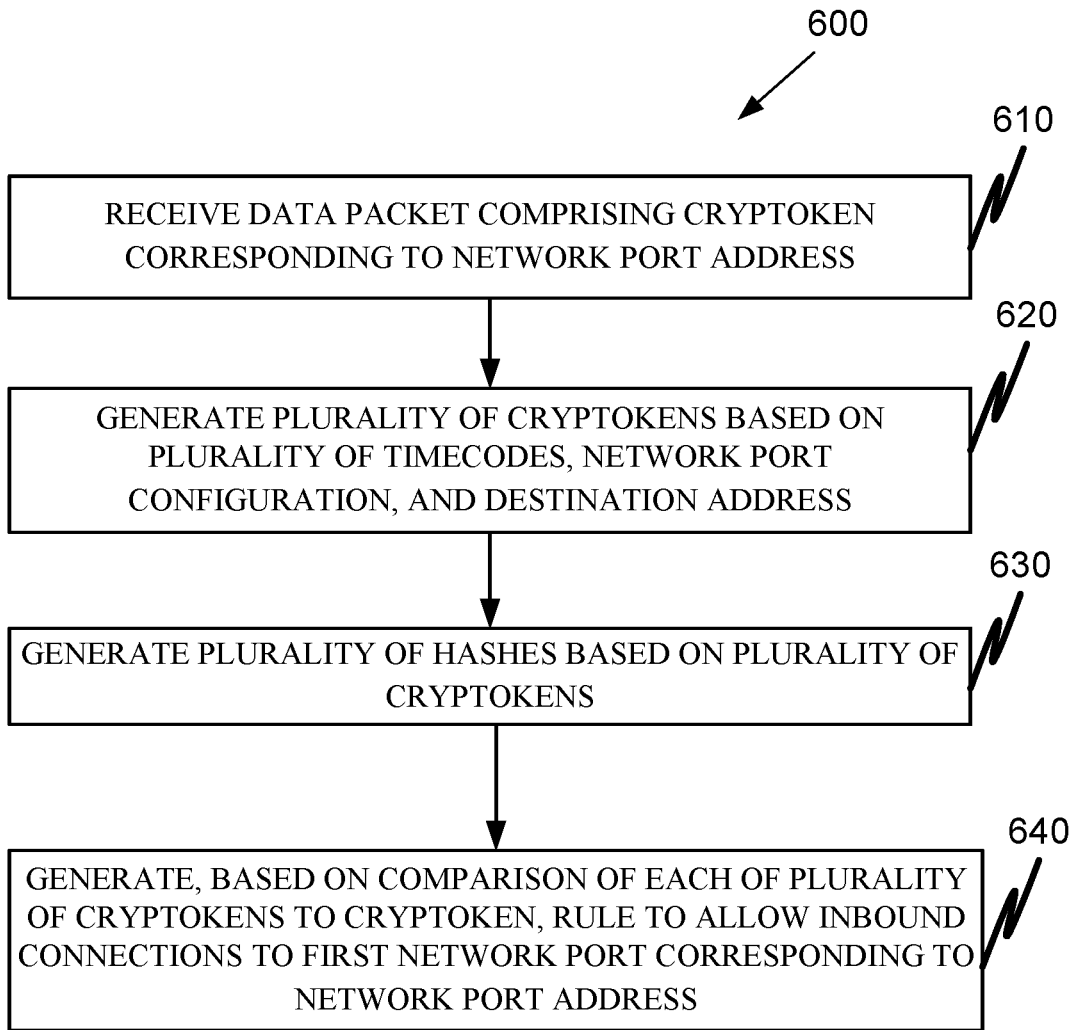 600
610
RECEIVE DATA PACKET COMPRISING CRYPTOKEN
CORRESPONDING TO NETWORK PORT ADDRESS
620
GENERATE PLURALITY OF CRYPTOKENS BASED ON
PLURALITY OF TIMECODES, NETWORK PORT
CONFIGURATION, AND DESTINATION ADDRESS
630
GENERATE PLURALITY OF HASHES BASED ON PLURALITY OF
CRYPTOKENS
640
GENERATE, BASED ON COMPARISON OF EACH OF PLURALITY
OF CRYPTOKENS TO CRYPTOKEN, RULE TO ALLOW INBOUND
CONNECTIONS TO FIRST NETWORK PORT CORRESPONDING TO
NETWORK PORT ADDRESS